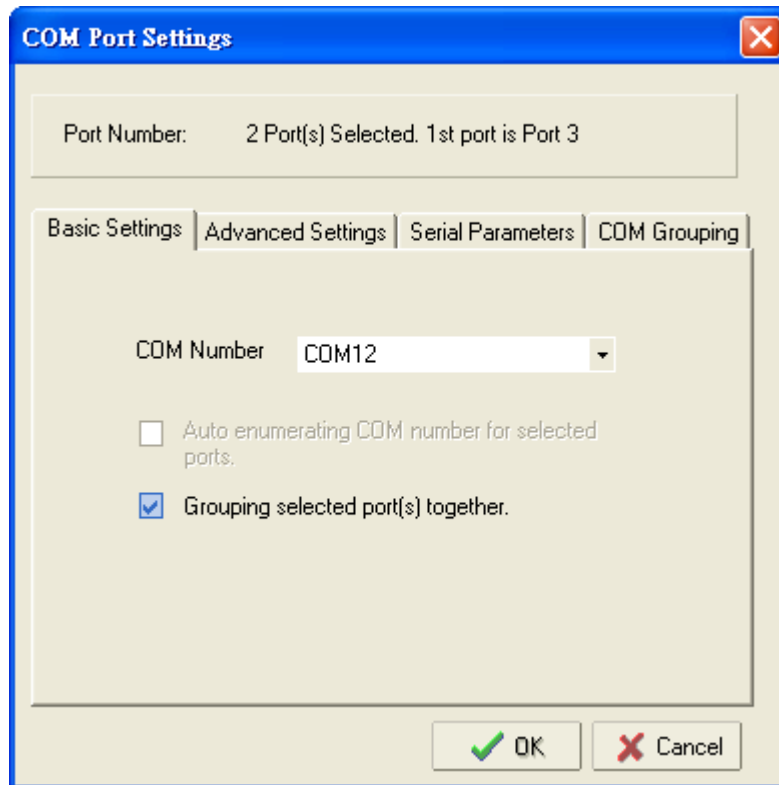 COM Port Settings
Port Number: 2 Port(s) Selected. 1st port is Port 3
Basic Settings Advanced Settings Serial Parameters COM Grouping
COM Number COM12
Auto enumerating COM number for selected
ports.
Grouping selected port(s) together.
OK Cancel